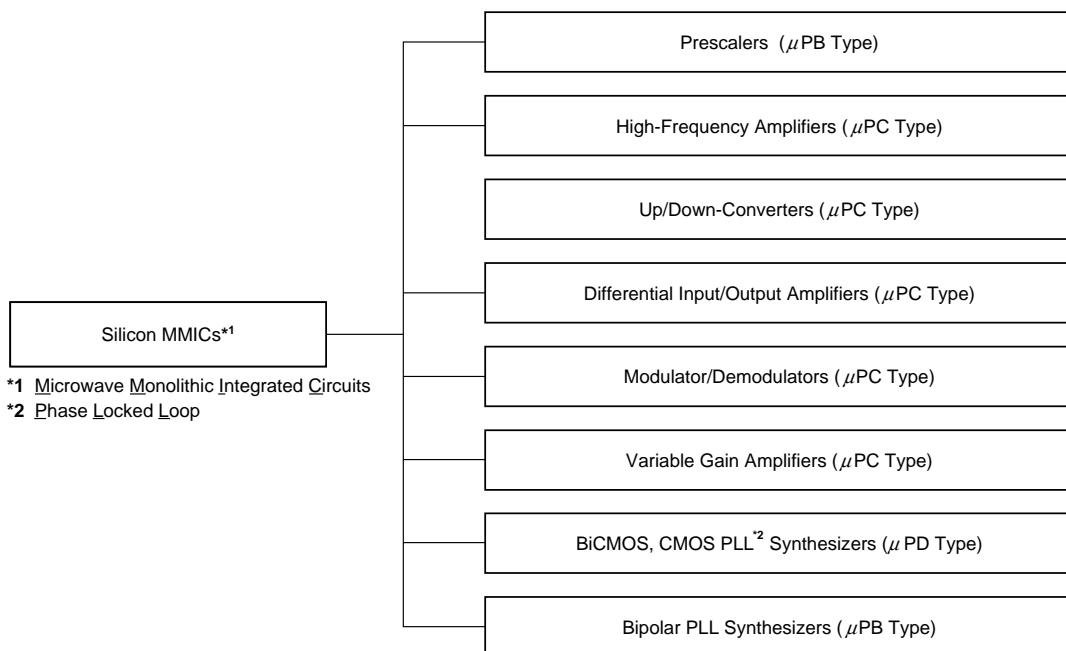 Prescalers (μPB Type)
High-Frequency Amplifiers (μPC Type)
Up/Down-Converters (μPC Type)
Differential Input/Output Amplifiers (μPC Type)
Silicon MMICs*1
*1 Microwave Monolithic Integrated Circuits
*2 Phase Locked Loop
Modulator/Demodulators (μPC Type)
Variable Gain Amplifiers (μPC Type)
BiCMOS, CMOS PLL*2 Synthesizers (μPD Type)
Bipolar PLL Synthesizers (μPB Type)